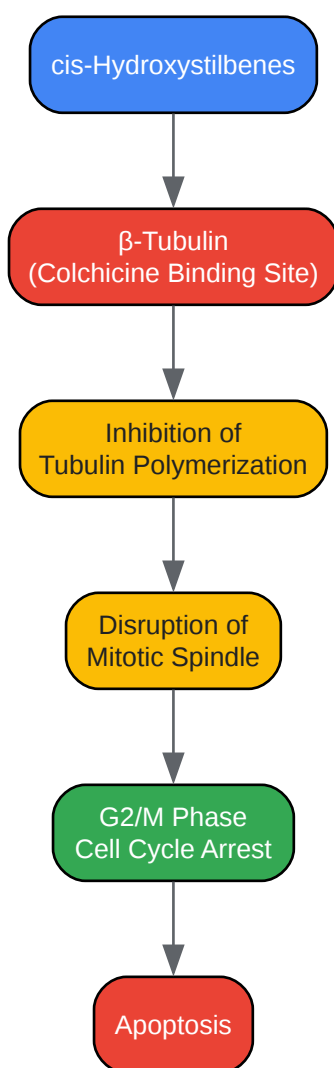 cis-Hydroxystilbenes
β-Tubulin
(Colchicine Binding Site)
Inhibition of
Tubulin Polymerization
Disruption of
Mitotic Spindle
G2/M Phase
Cell Cycle Arrest
Apoptosis